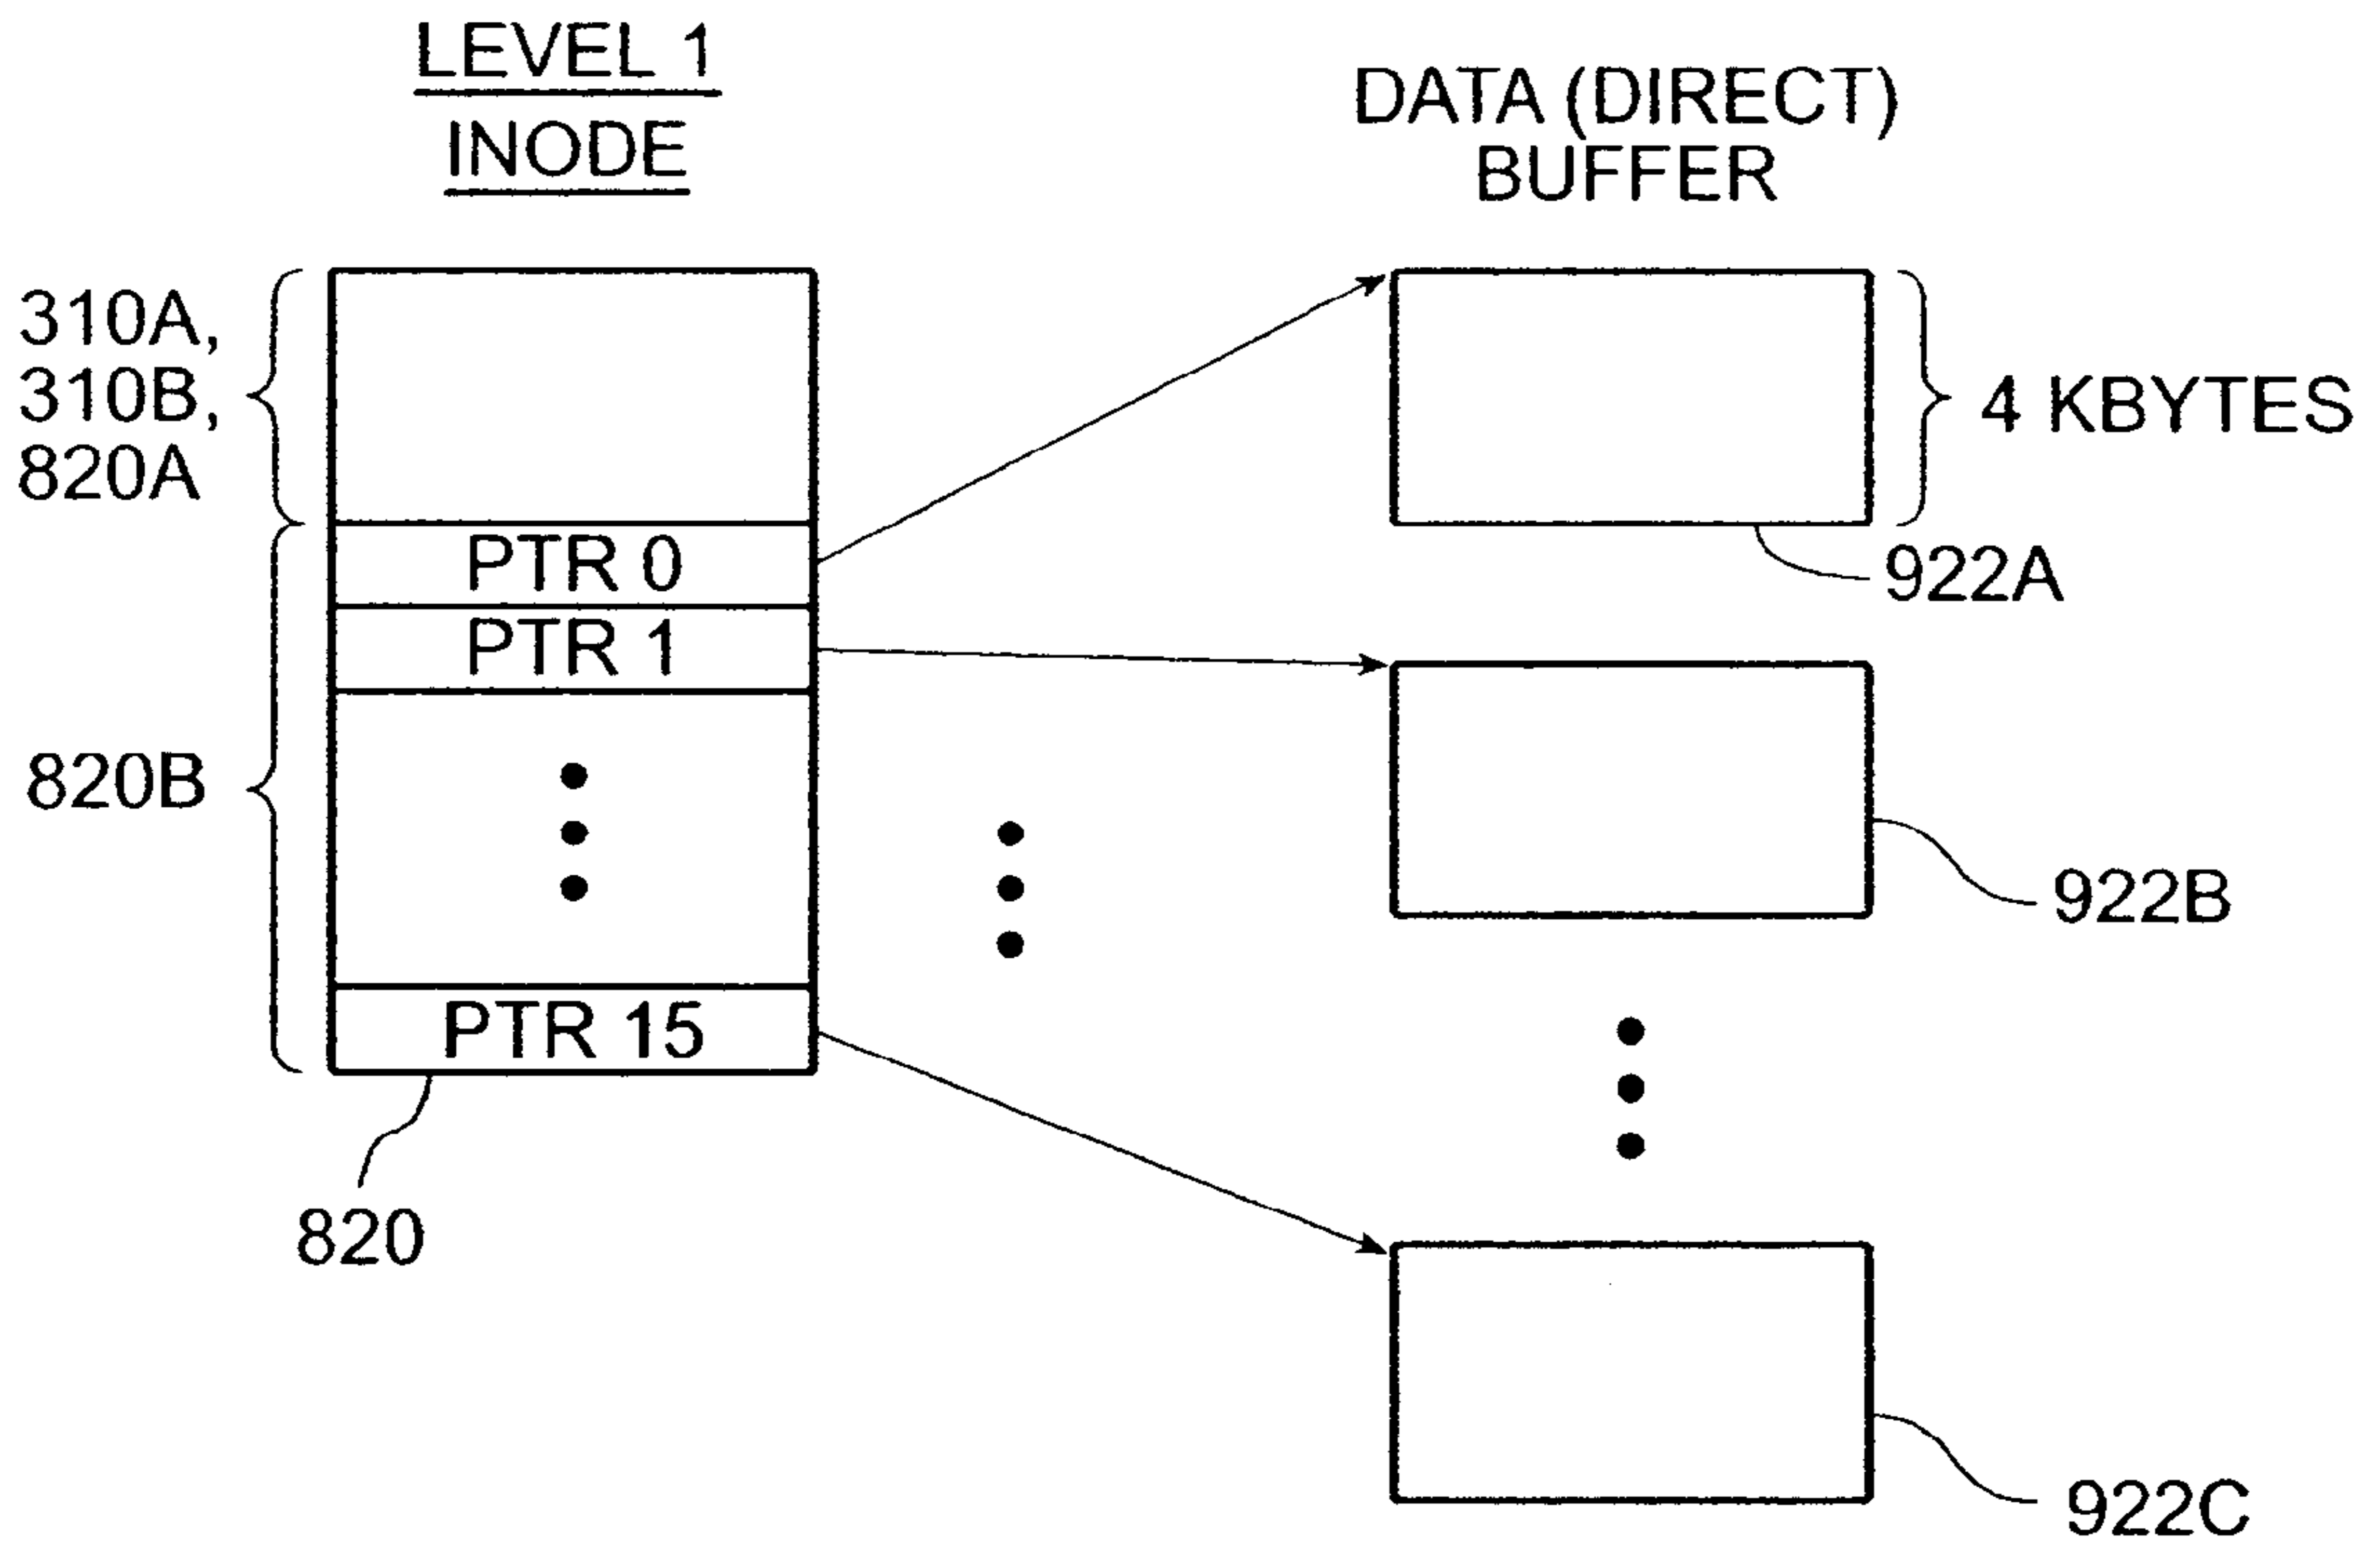 LEVEL 1
INODE
DATA (DIRECT)
BUFFER
310A,
310B,
820A
4 KBYTES
PTR 0
922A
PTR 1
820B
922B
PTR 15
820
922C